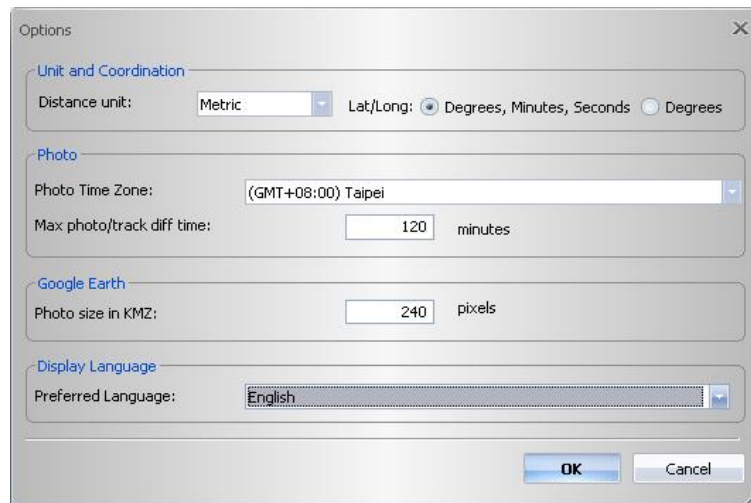 Options
Unit and Coordination
Distance unit: Metric Lat/Long: Degrees, Minutes, Seconds Degrees
Photo
Photo Time Zone: (GMT+08:00) Taipei
Max photo/track diff time: 120 minutes
Google Earth
Photo size in KMZ: 240 pixels
Display Language
Preferred Language: English
OK Cancel